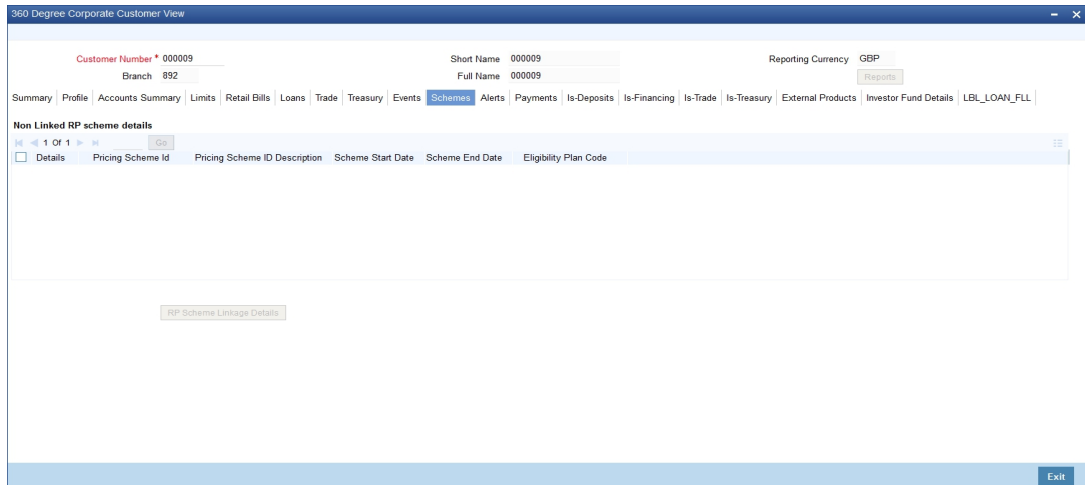 360 Degree Corporate Customer View
Customer Number * 000009 Short Name 000009 Reporting Currency GBP
Branch 892 Full Name 000009 Reports
Summary Profile Accounts Summary Limits Retail Bills Loans Trade Treasury Events Schemes Alerts Payments Is-Deposits Is-Financing Is-Trade Is-Treasury External Products Investor Fund Details LBL_LOAN_FLL
Non Linked RP scheme details
1 Of 1 Go
Details Pricing Scheme Id Pricing Scheme ID Description Scheme Start Date Scheme End Date Eligibility Plan Code
RP Scheme Linkage Details
Exit